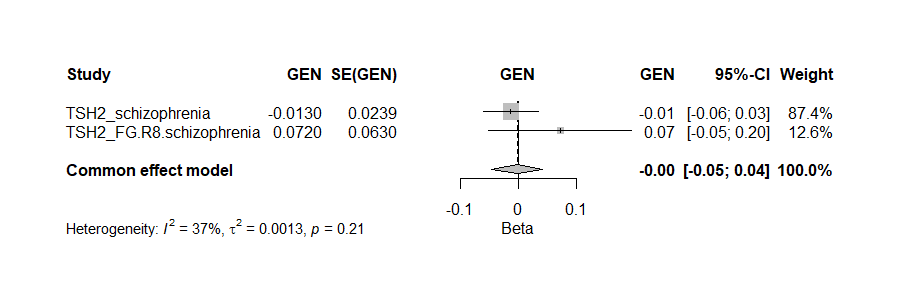 Study GEN SE(GEN) GEN GEN 95%-CI Weight
TSH2_schizophrenia -0.0130 0.0239 -0.01 [-0.06; 0.03] 87.4%
TSH2_FG.R8.schizophrenia 0.0720 0.0630 0.07 [-0.05; 0.20] 12.6%
Common effect model -0.00 [-0.05; 0.04] 100.0%
-0.1 0 0.1
Heterogeneity: I² = 37%, τ² = 0.0013, p = 0.21 Beta